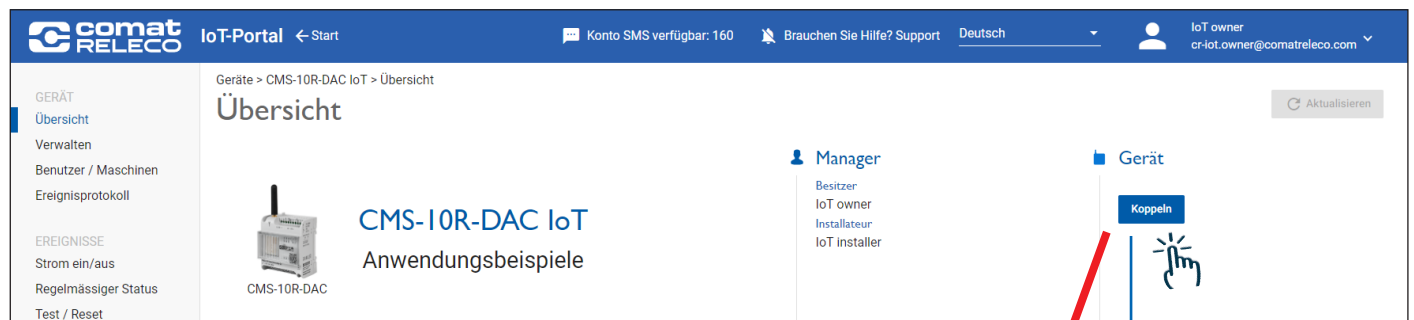 comat
RELECO
IoT-Portal ← Start
Konto SMS verfügbar: 160
Brauchen Sie Hilfe? Support
Deutsch
IoT owner
cr-iot.owner@comatreleco.com
GERÄT
Übersicht
Verwalten
Benutzer / Maschinen
Ereignisprotokoll
EREIGNISSE
Strom ein/aus
Regelmässiger Status
Test / Reset
Geräte > CMS-10R-DAC IoT > Übersicht
Übersicht
Aktualisieren
CMS-10R-DAC
CMS-10R-DAC IoT
Anwendungsbeispiele
Manager
Besitzer
IoT owner
Installateur
IoT installer
Gerät
Koppeln